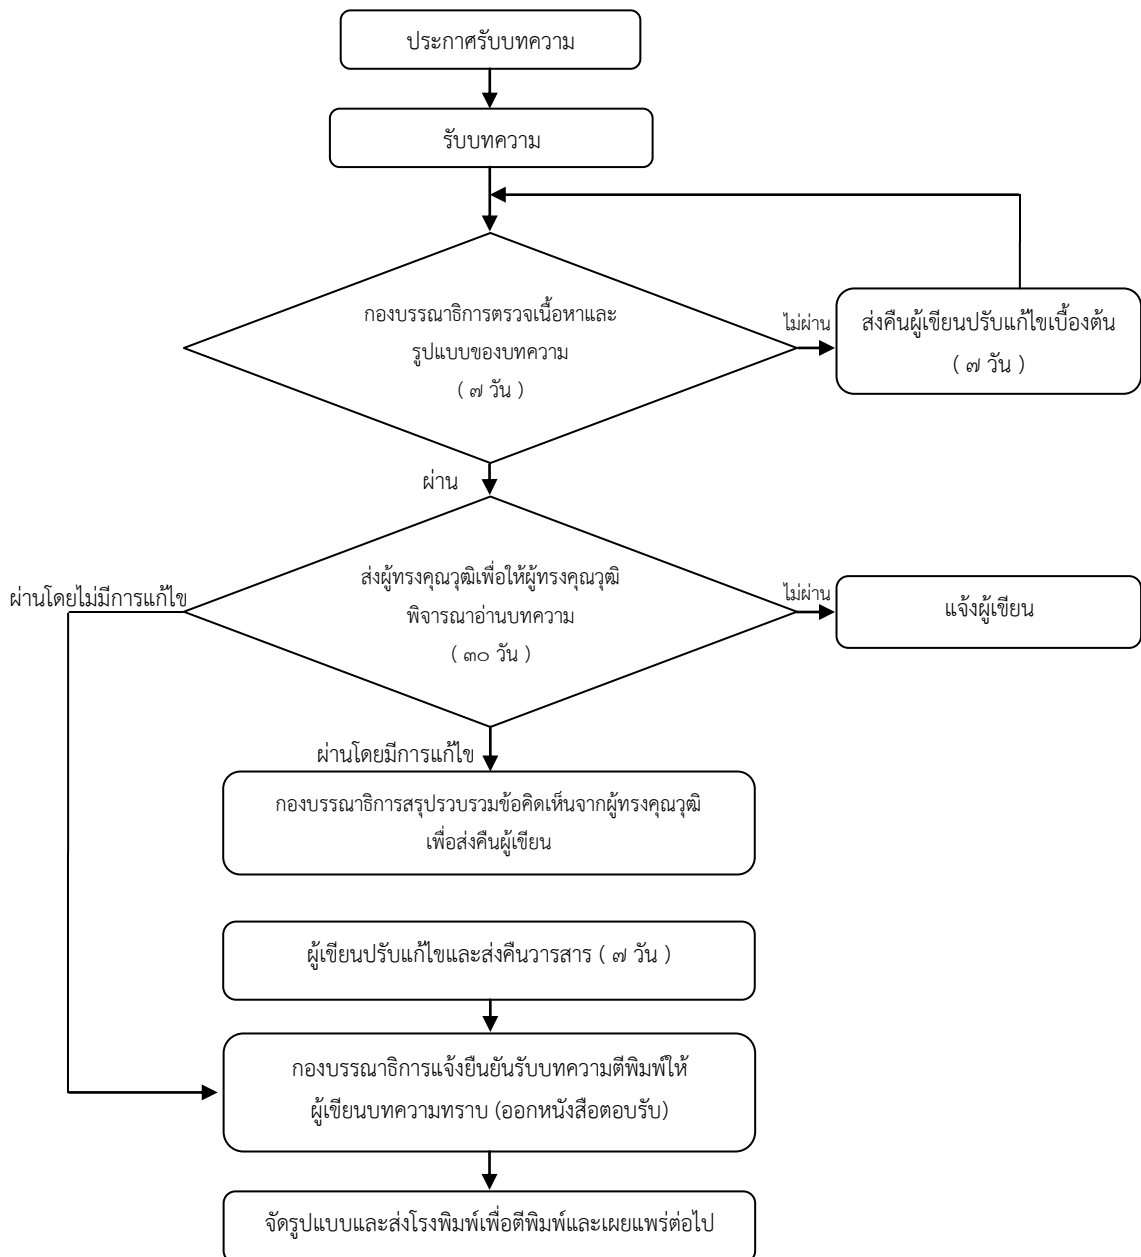 ประกาศรับบทความ
รับบทความ
กองบรรณาธิการตรวจเนื้อหาและ
รูปแบบของบทความ
( ๗ วัน )
ไม่ผ่าน
ส่งคืนผู้เขียนปรับแก้ไขเบื้องต้น
( ๗ วัน )
ผ่าน
ส่งผู้ทรงคุณวุฒิเพื่อให้ผู้ทรงคุณวุฒิ
พิจารณาอ่านบทความ
( ๓๐ วัน )
ไม่ผ่าน
แจ้งผู้เขียน
ผ่านโดยไม่มีการแก้ไข
ผ่านโดยมีการแก้ไข
กองบรรณาธิการสรุปรวบรวมข้อคิดเห็นจากผู้ทรงคุณวุฒิ
เพื่อส่งคืนผู้เขียน
ผู้เขียนปรับแก้ไขและส่งคืนวารสาร ( ๗ วัน )
กองบรรณาธิการแจ้งยืนยันรับบทความตีพิมพ์ให้
ผู้เขียนบทความทราบ (ออกหนังสือตอบรับ)
จัดรูปแบบและส่งโรงพิมพ์เพื่อตีพิมพ์และเผยแพร่ต่อไป